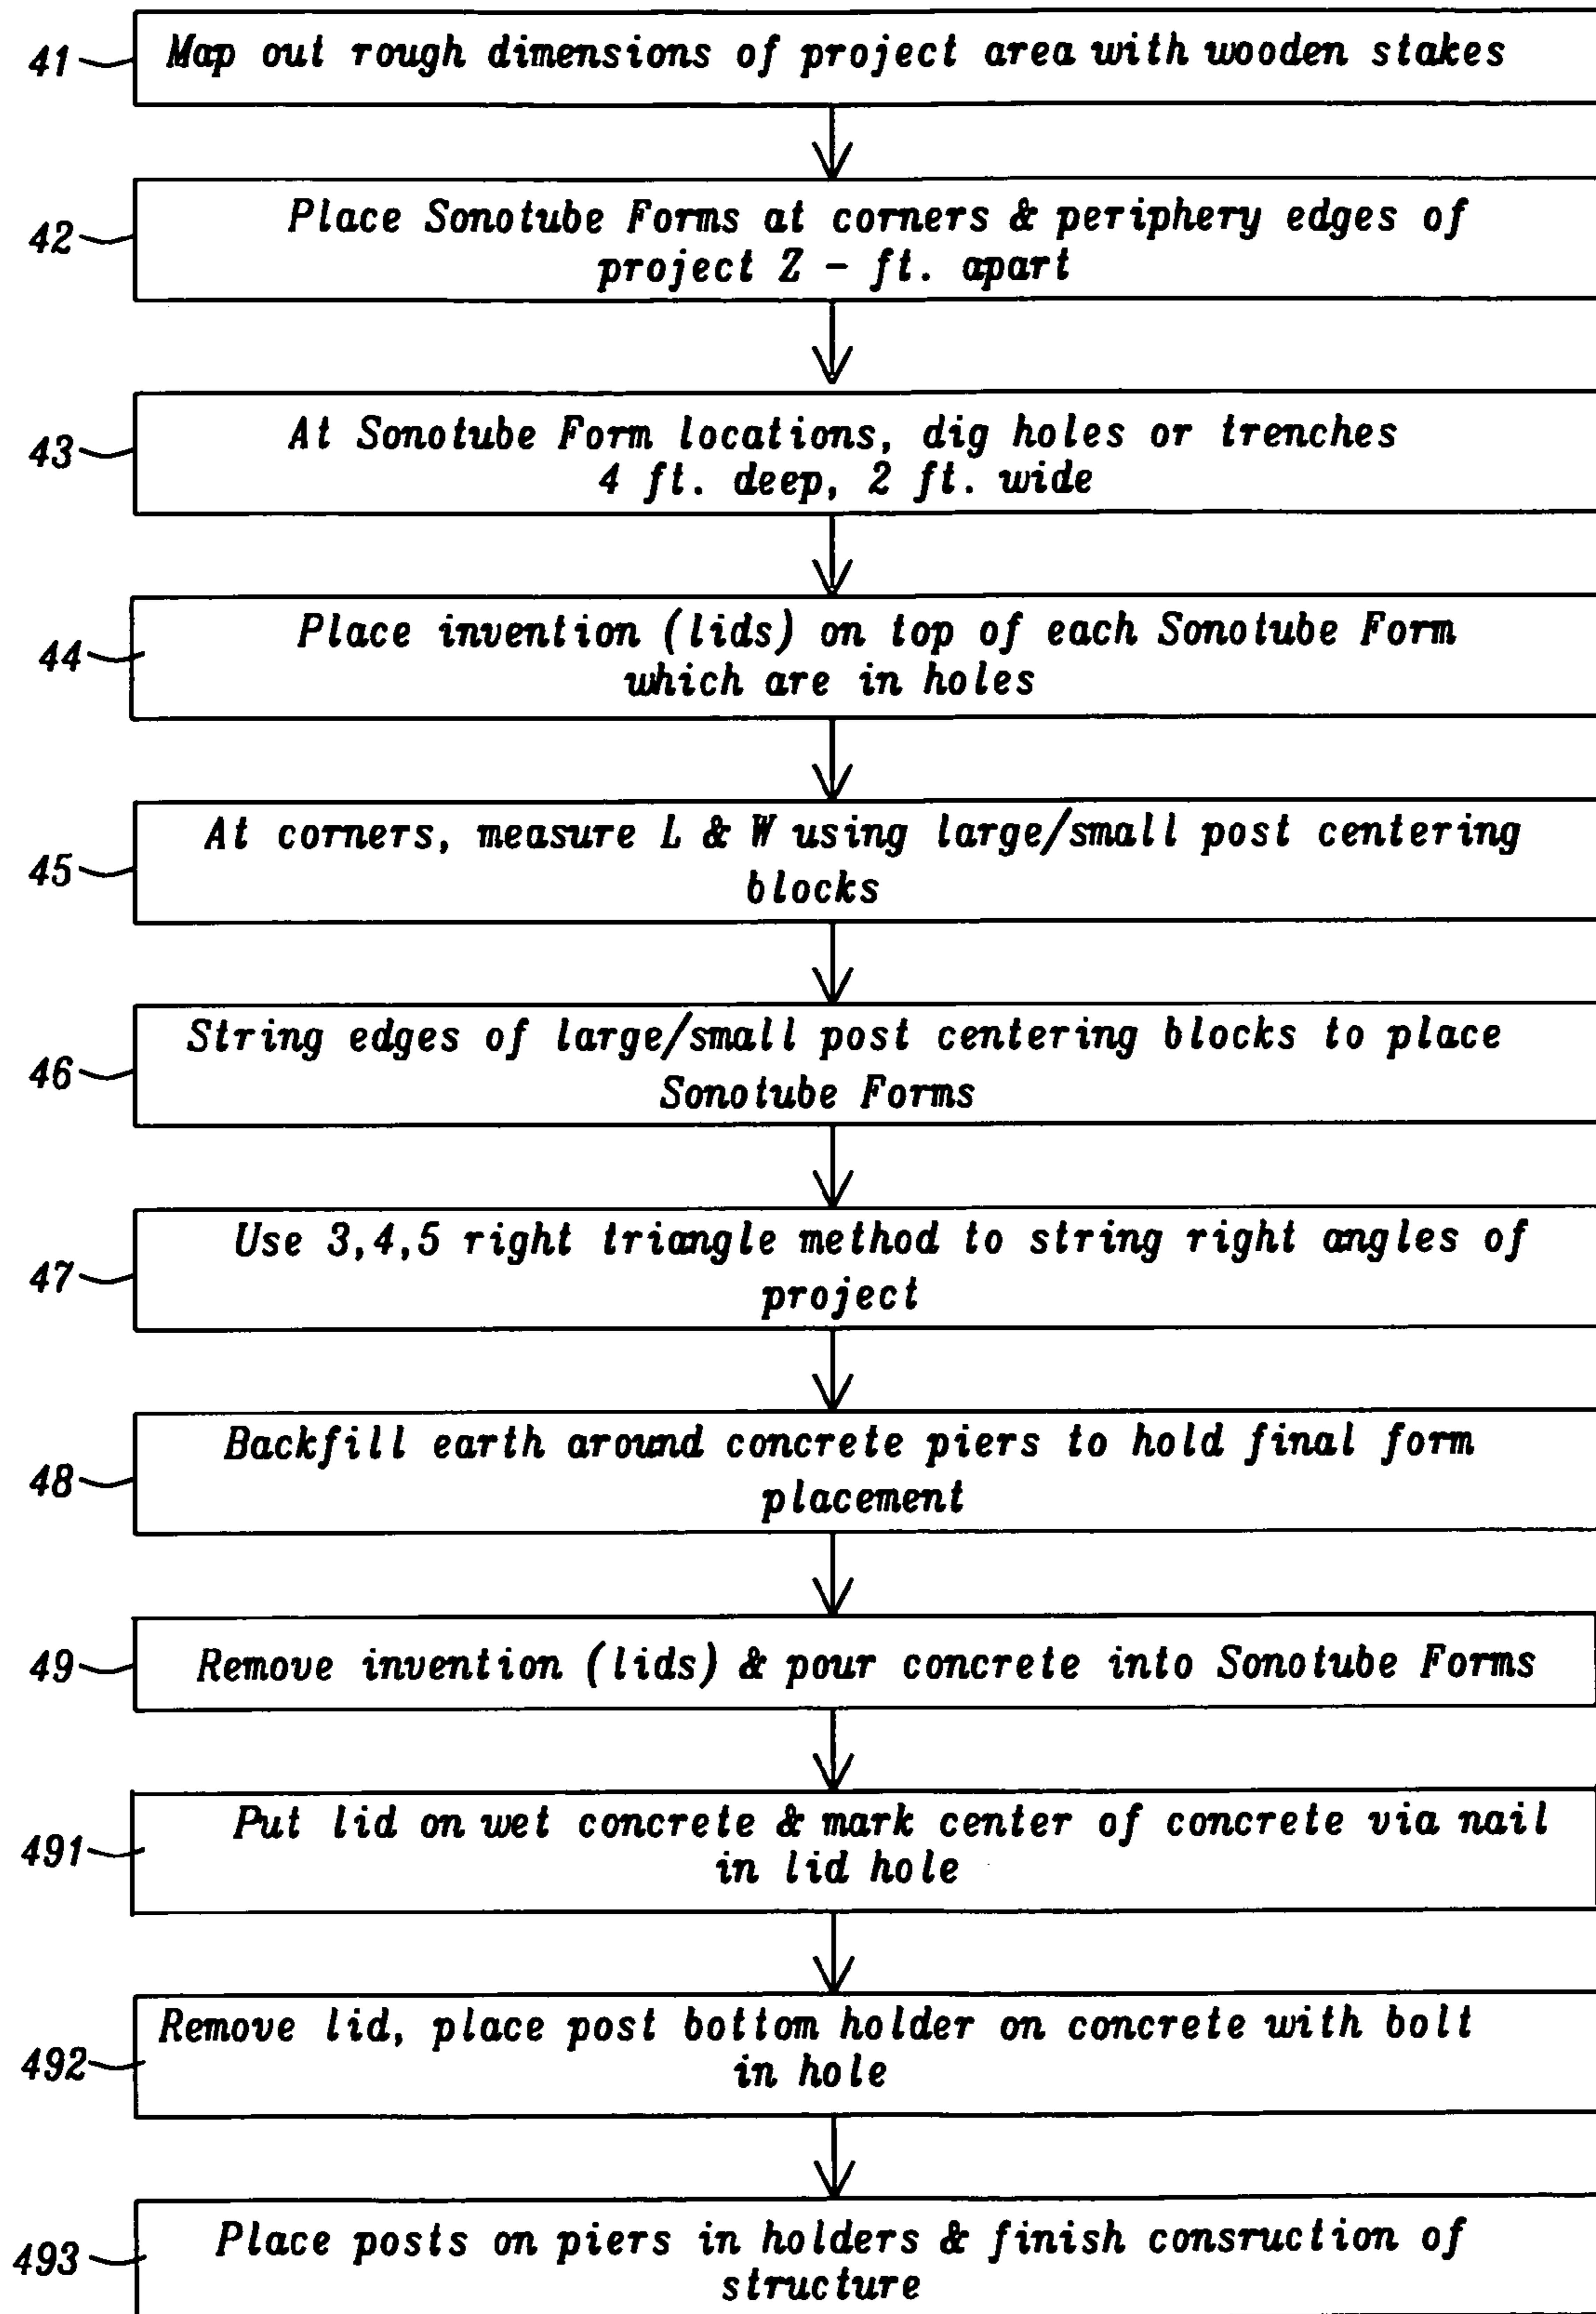 41 Map out rough dimensions of project area with wooden stakes
42 Place Sonotube Forms at corners & periphery edges of
project Z - ft. apart
43 At Sonotube Form locations, dig holes or trenches
4 ft. deep, 2 ft. wide
44 Place invention (lids) on top of each Sonotube Form
which are in holes
45 At corners, measure L & W using large/small post centering
blocks
46 String edges of large/small post centering blocks to place
Sonotube Forms
47 Use 3,4,5 right triangle method to string right angles of
project
48 Backfill earth around concrete piers to hold final form
placement
49 Remove invention (lids) & pour concrete into Sonotube Forms
491 Put lid on wet concrete & mark center of concrete via nail
in lid hole
492 Remove lid, place post bottom holder on concrete with bolt
in hole
493 Place posts on piers in holders & finish consruction of
structure